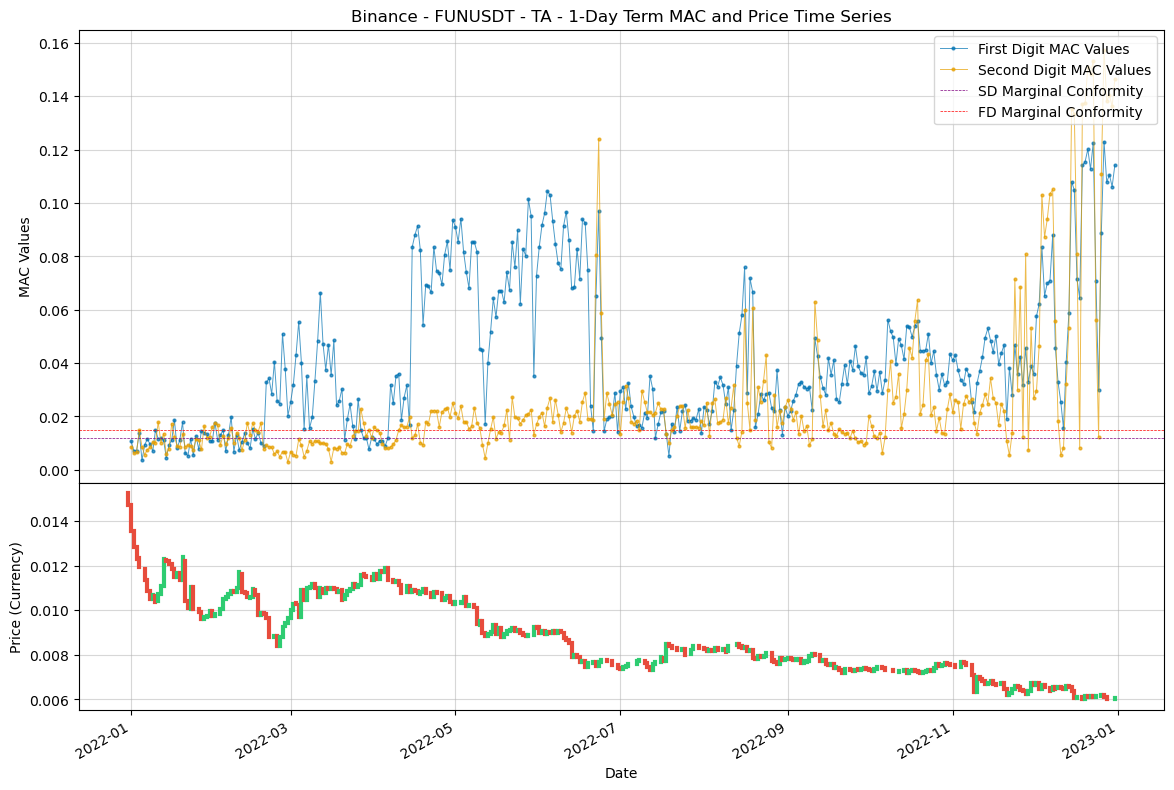 Binance - FUNUSDT - TA - 1-Day Term MAC and Price Time Series
MAC Values
0.16
0.14
0.12
0.10
0.08
0.06
0.04
0.02
0.00
First Digit MAC Values
Second Digit MAC Values
SD Marginal Conformity
FD Marginal Conformity
Price (Currency)
0.014
0.012
0.010
0.008
0.006
2022-01
2022-03
2022-05
2022-07
2022-09
2022-11
2023-01
Date